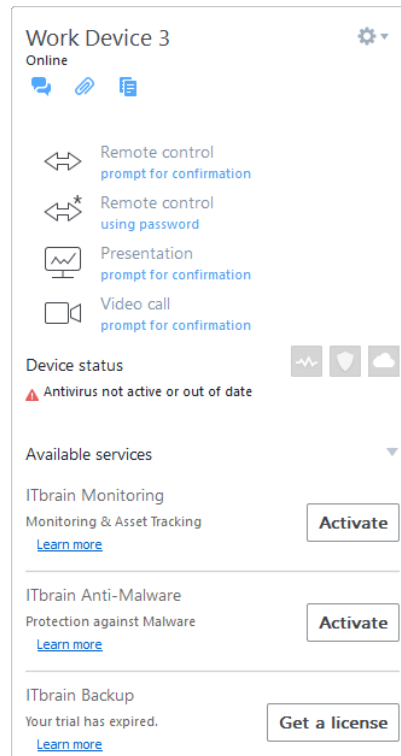 Work Device 3
Online
Remote control
prompt for confirmation
Remote control
using password
Presentation
prompt for confirmation
Video call
prompt for confirmation
Device status
Antivirus not active or out of date
Available services
ITbrain Monitoring
Monitoring & Asset Tracking
Activate
Learn more
ITbrain Anti-Malware
Protection against Malware
Activate
Learn more
ITbrain Backup
Your trial has expired.
Get a license
Learn more